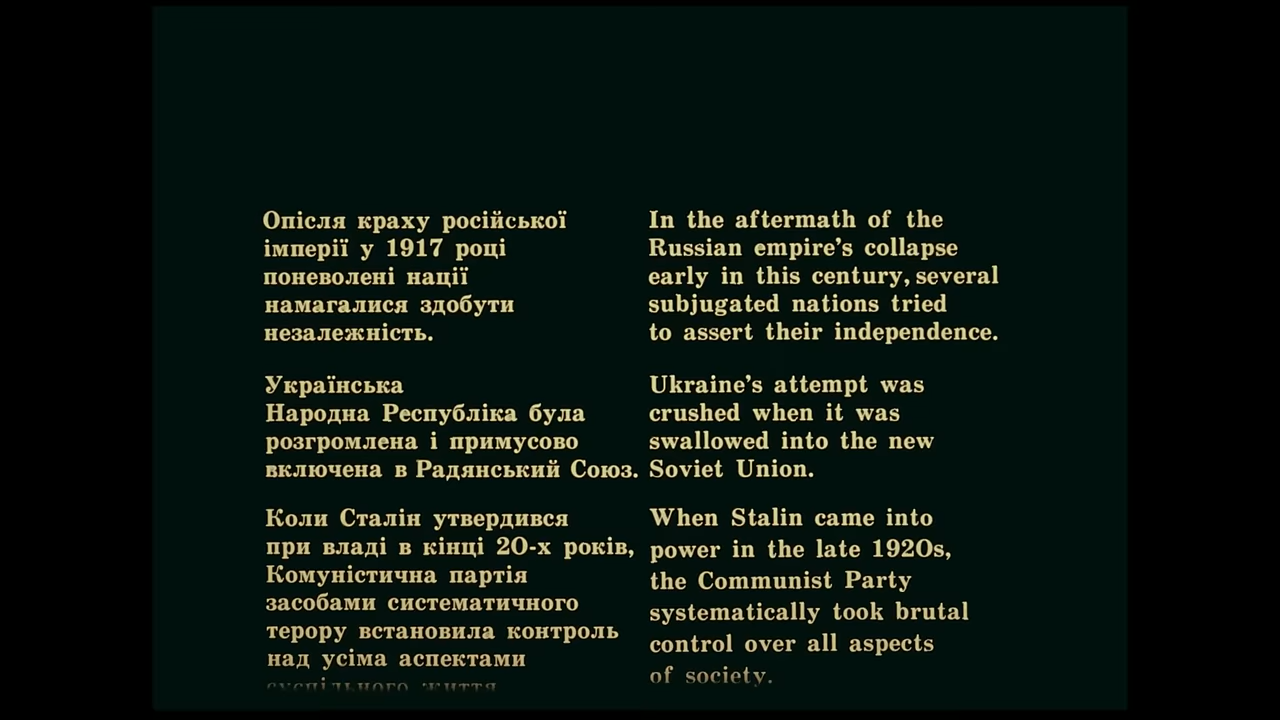 Опісля краху російської
імперії у 1917 році
поневолені нації
намагалися здобути
незалежність.
Українська
Народна Республіка була
розгромлена і примусово
включена в Радянський Союз.
Коли Сталін утвердився
при владі в кінці 20-х років,
Комуністична партія
засобами систематичного
терору встановила контроль
над усіма аспектами
суспільного життя
In the aftermath of the
Russian empire's collapse
early in this century, several
subjugated nations tried
to assert their independence.
Ukraine's attempt was
crushed when it was
swallowed into the new
Soviet Union.
When Stalin came into
power in the late 1920s,
the Communist Party
systematically took brutal
control over all aspects
of society.